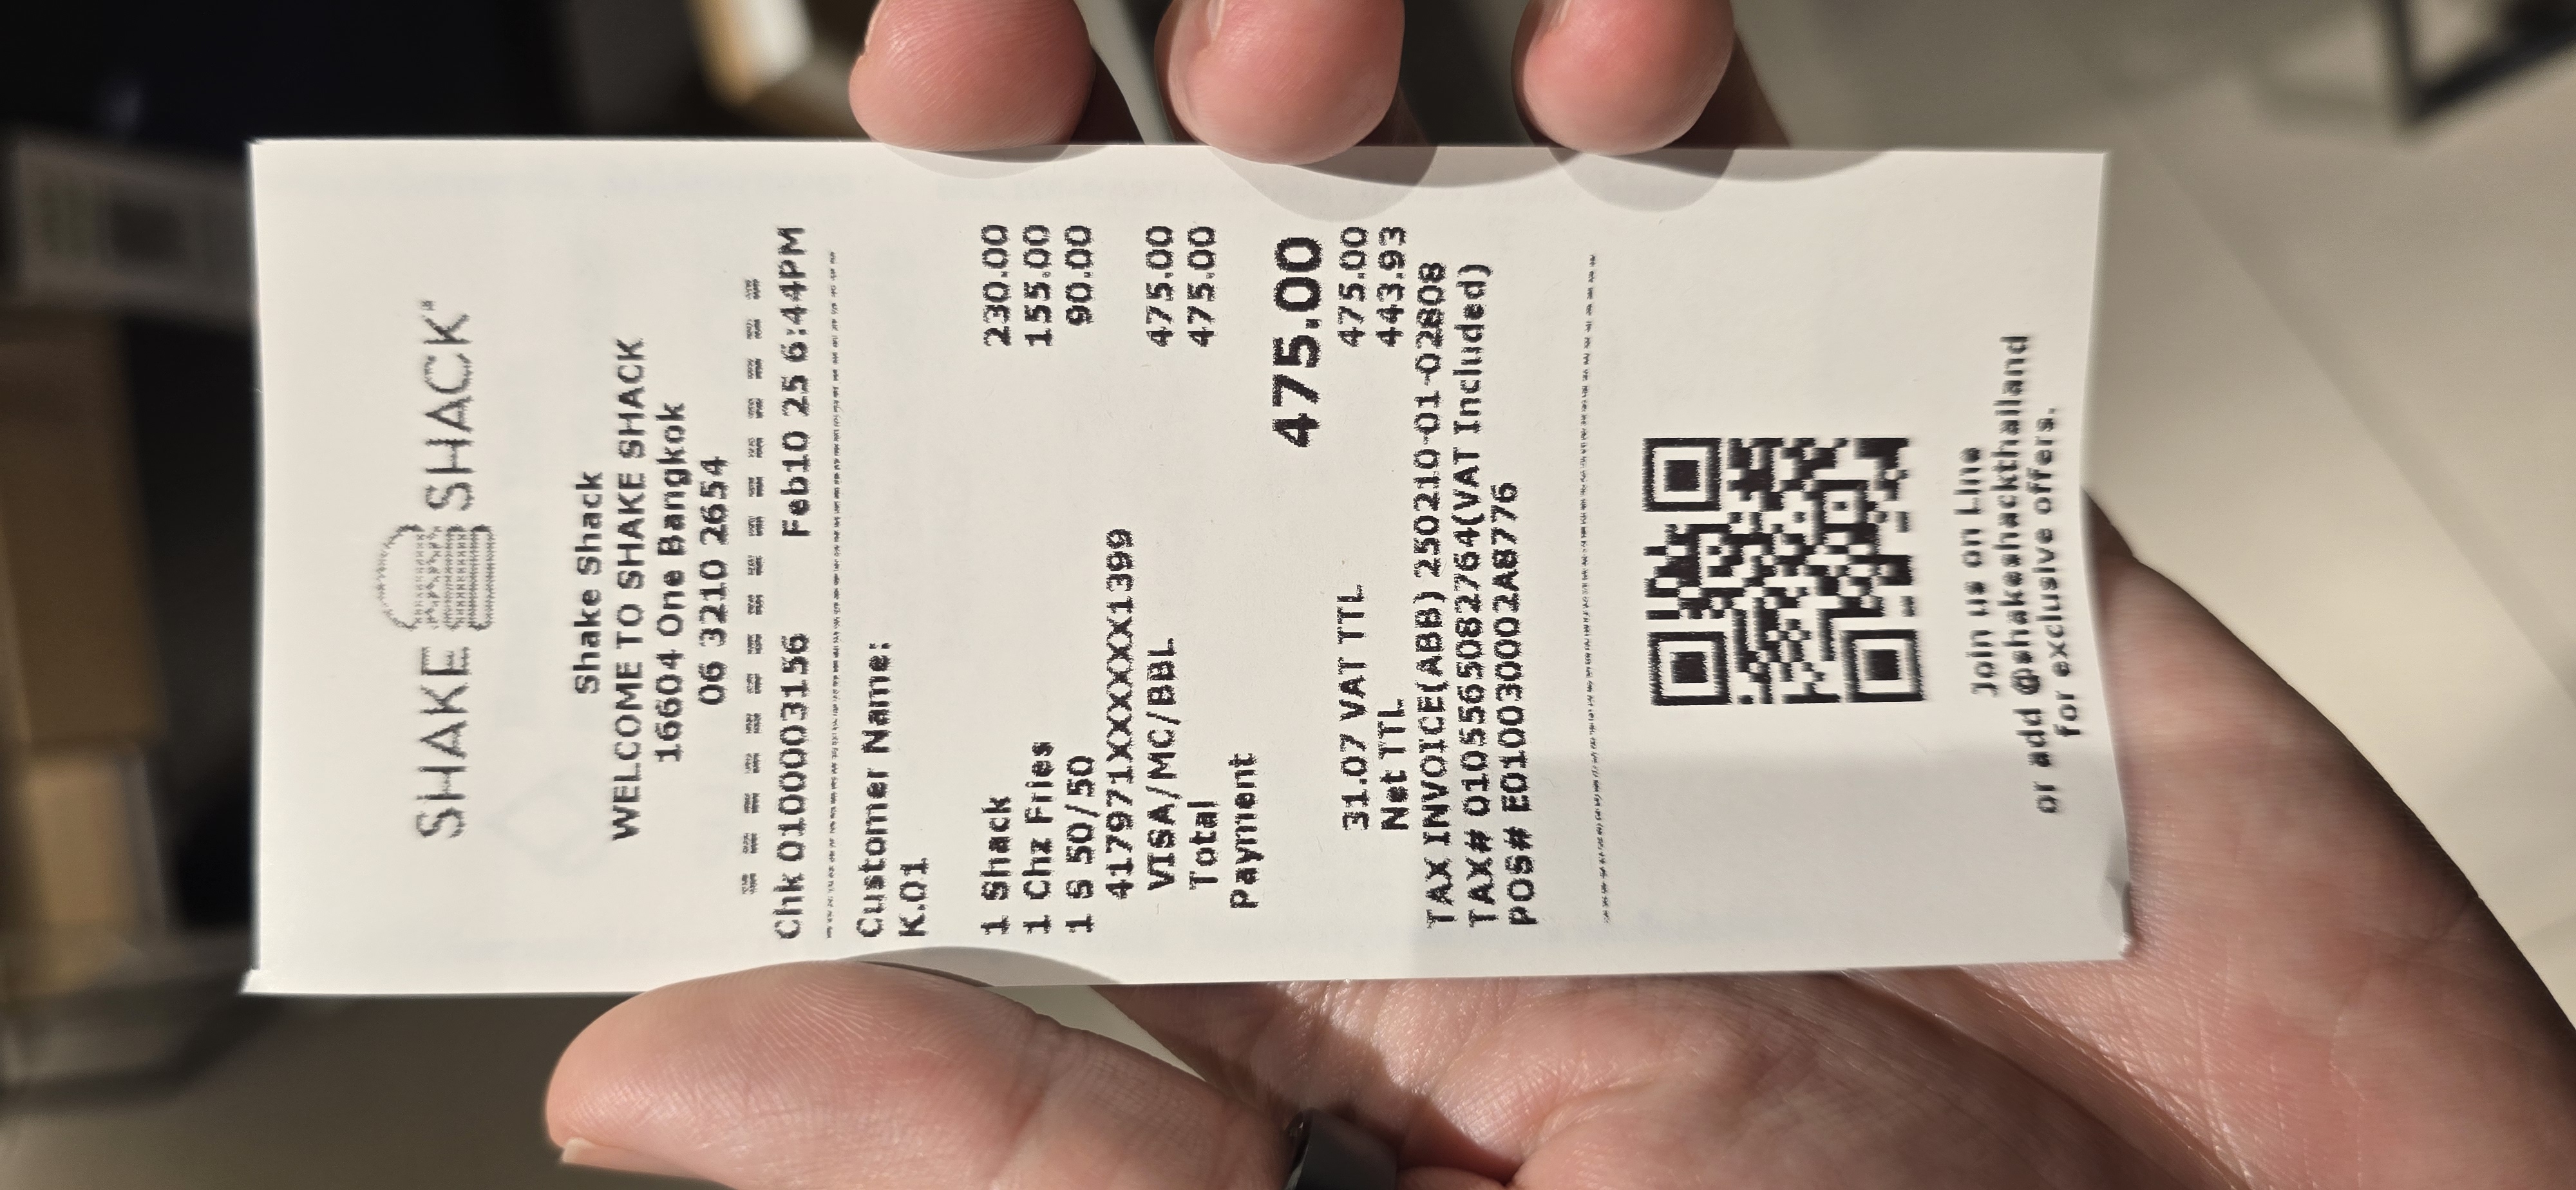 SHAKE SHACK
Shake Shack
WELCOME TO SHAKE SHACK
16604 One Bangkok
06 3210 2654
= = = = = = = = = = = = = = = =
Chk 0100003156 Feb10 25 6:44PM
Customer Name:
K.01
1 Shack 230.00
1 Chz Fries 155.00
1 S 50/50 90.00
417971XXXXXX1399
VISA/MC/BBL 475.00
Total 475.00
Payment
475.00
31.07 VAT TTL 475.00
Net TTL 443.93
TAX INVOICE(ABB) 250210-01-02808
TAX# 0105565082764(VAT Included)
POS# E010030002A8776
Join us on Line
or add @shakeshackthailand
for exclusive offers.